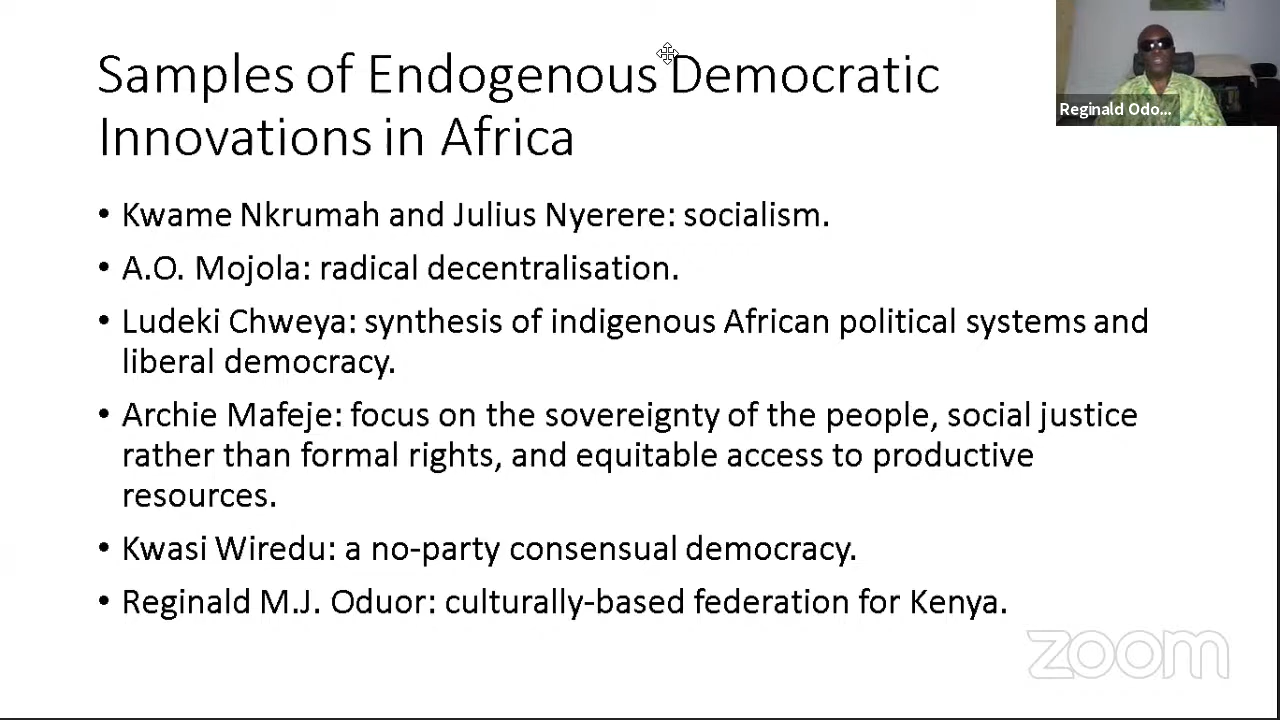 Samples of Endogenous Democratic
Innovations in Africa
Reginald Odo...
• Kwame Nkrumah and Julius Nyerere: socialism.
• A.O. Mojola: radical decentralisation.
• Ludeki Chweya: synthesis of indigenous African political systems and
liberal democracy.
• Archie Mafeje: focus on the sovereignty of the people, social justice
rather than formal rights, and equitable access to productive
resources.
• Kwasi Wiredu: a no-party consensual democracy.
• Reginald M.J. Oduor: culturally-based federation for Kenya.
zoom